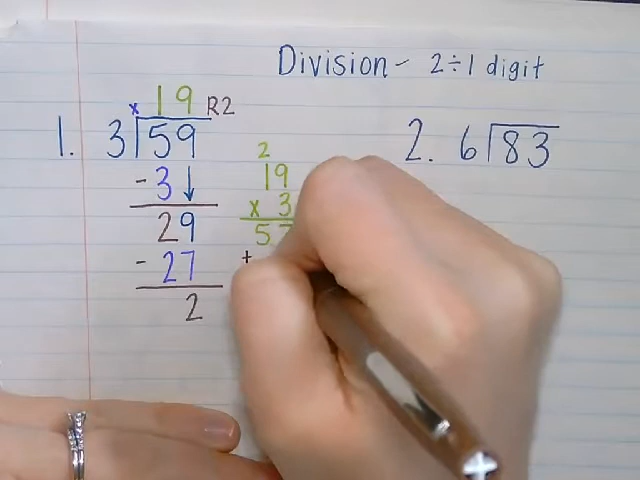 Division - 2÷1 digit
1. 3)59 19 R2
x
- 3↓
29
- 27
2
2
19
x 3
57
+
2. 6)83